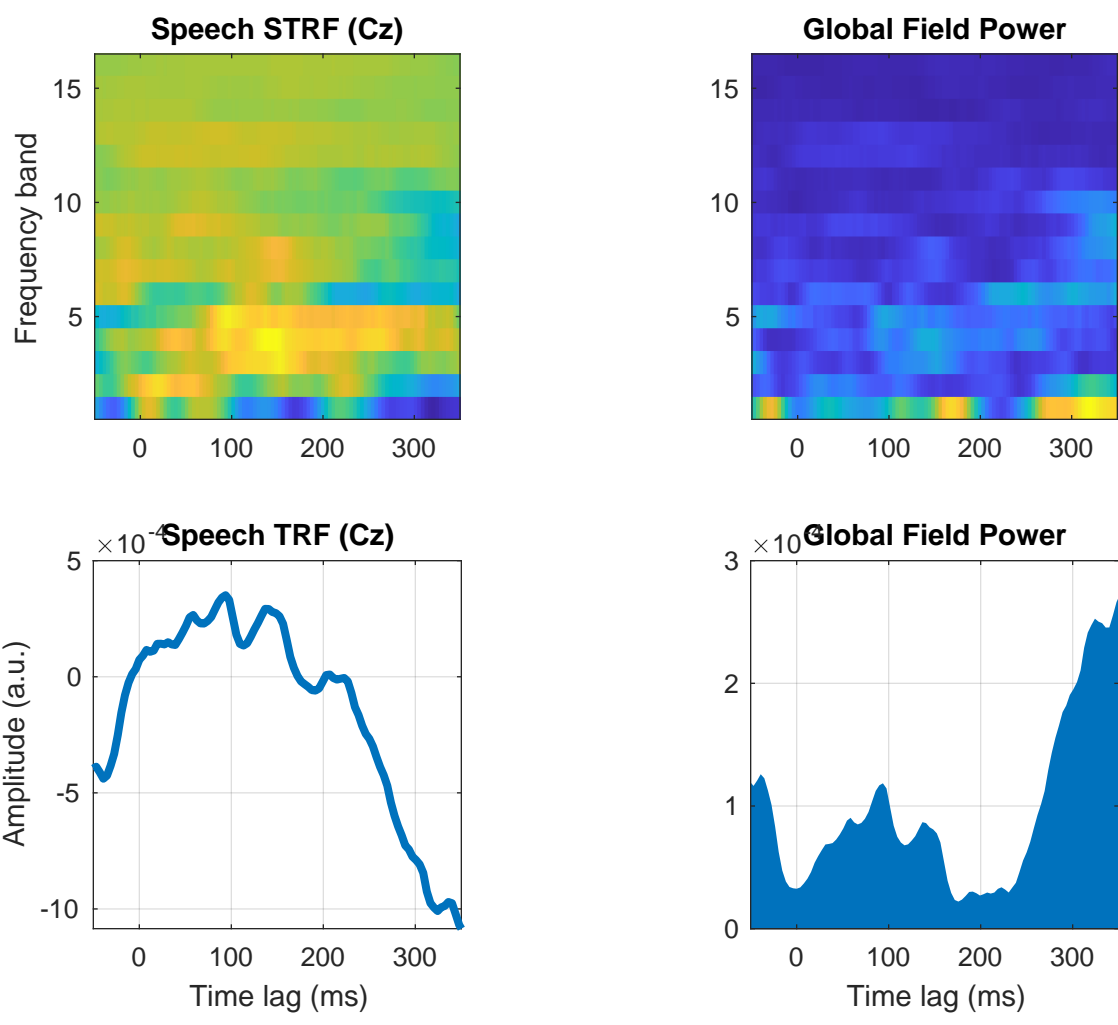 Speech STRF (Cz)
Frequency band
15
10
5
0 100 200 300
Global Field Power
15
10
5
0 100 200 300
Speech TRF (Cz)
×10⁻⁴
Amplitude (a.u.)
5
0
-5
-10
0 100 200 300
Time lag (ms)
Global Field Power
×10⁻⁴
3
2
1
0
0 100 200 300
Time lag (ms)